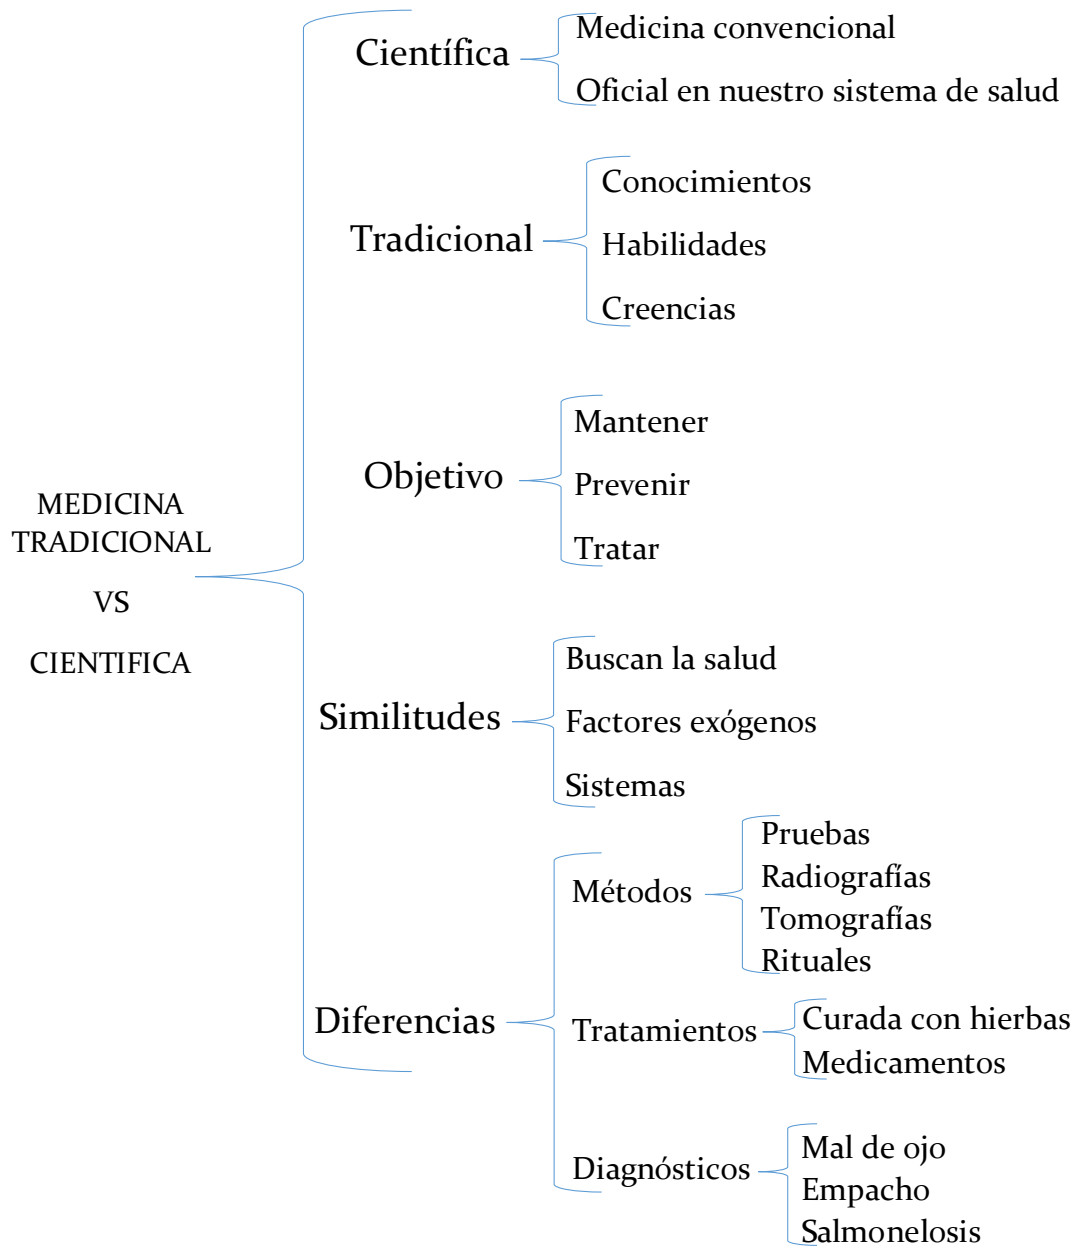 MEDICINA
TRADICIONAL
VS
CIENTIFICA
Científica
Medicina convencional
Oficial en nuestro sistema de salud
Tradicional
Conocimientos
Habilidades
Creencias
Objetivo
Mantener
Prevenir
Tratar
Similitudes
Buscan la salud
Factores exógenos
Sistemas
Diferencias
Métodos
Pruebas
Radiografías
Tomografías
Rituales
Tratamientos
Curada con hierbas
Medicamentos
Diagnósticos
Mal de ojo
Empacho
Salmonelosis